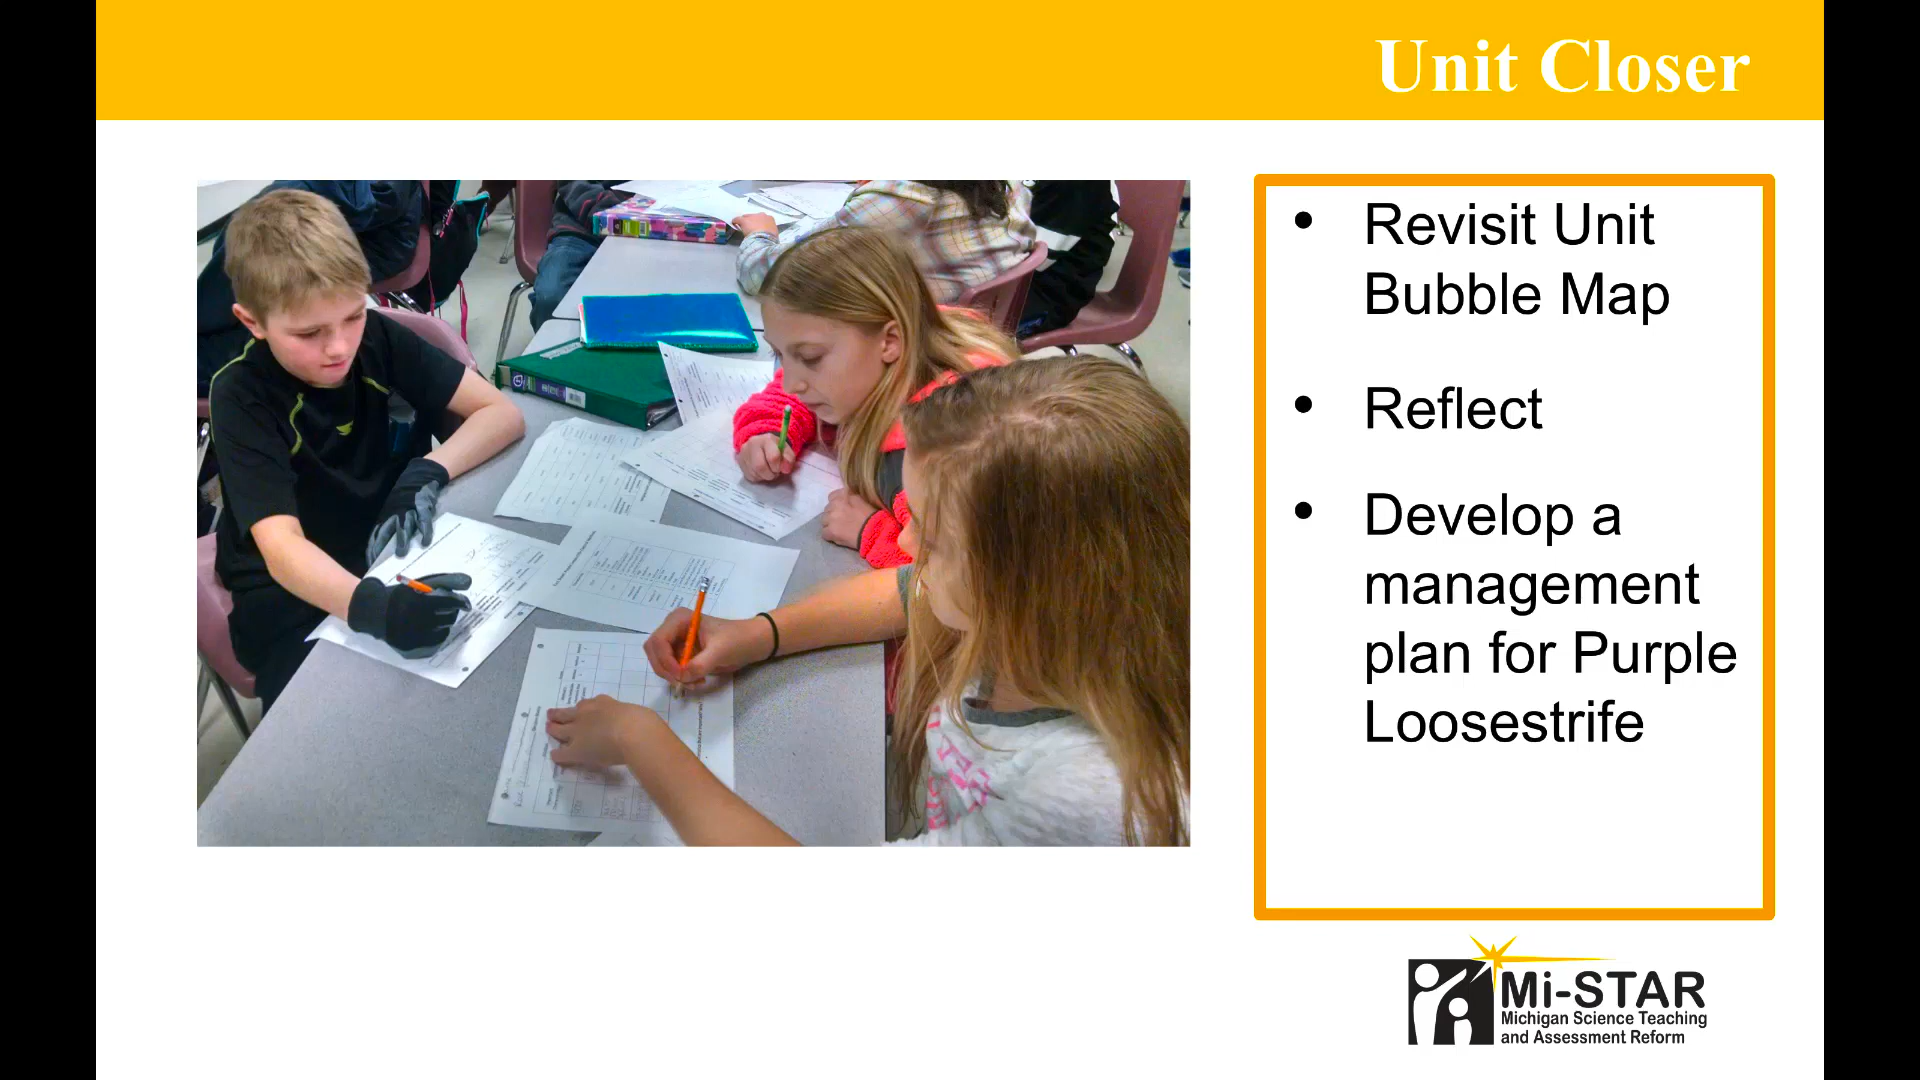 Unit Closer
• Revisit Unit
Bubble Map
• Reflect
• Develop a
management
plan for Purple
Loosestrife
Mi-STAR
Michigan Science Teaching
and Assessment Reform